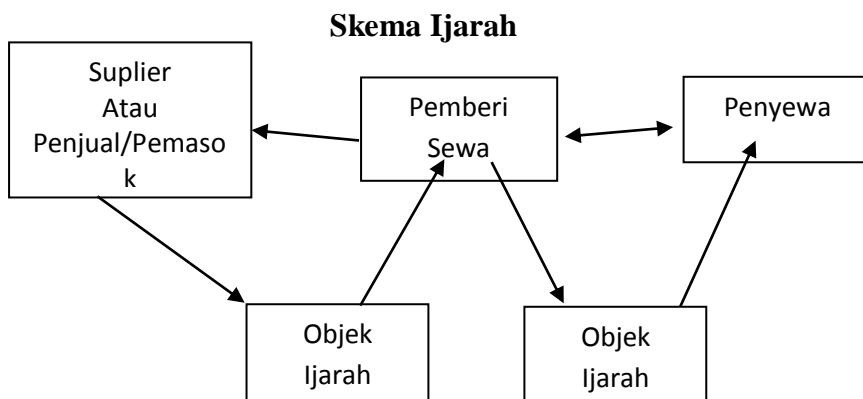 Skema Ijarah
Suplier
Atau
Penjual/Pemaso
k
Pemberi
Sewa
Penyewa
Objek
Ijarah
Objek
Ijarah